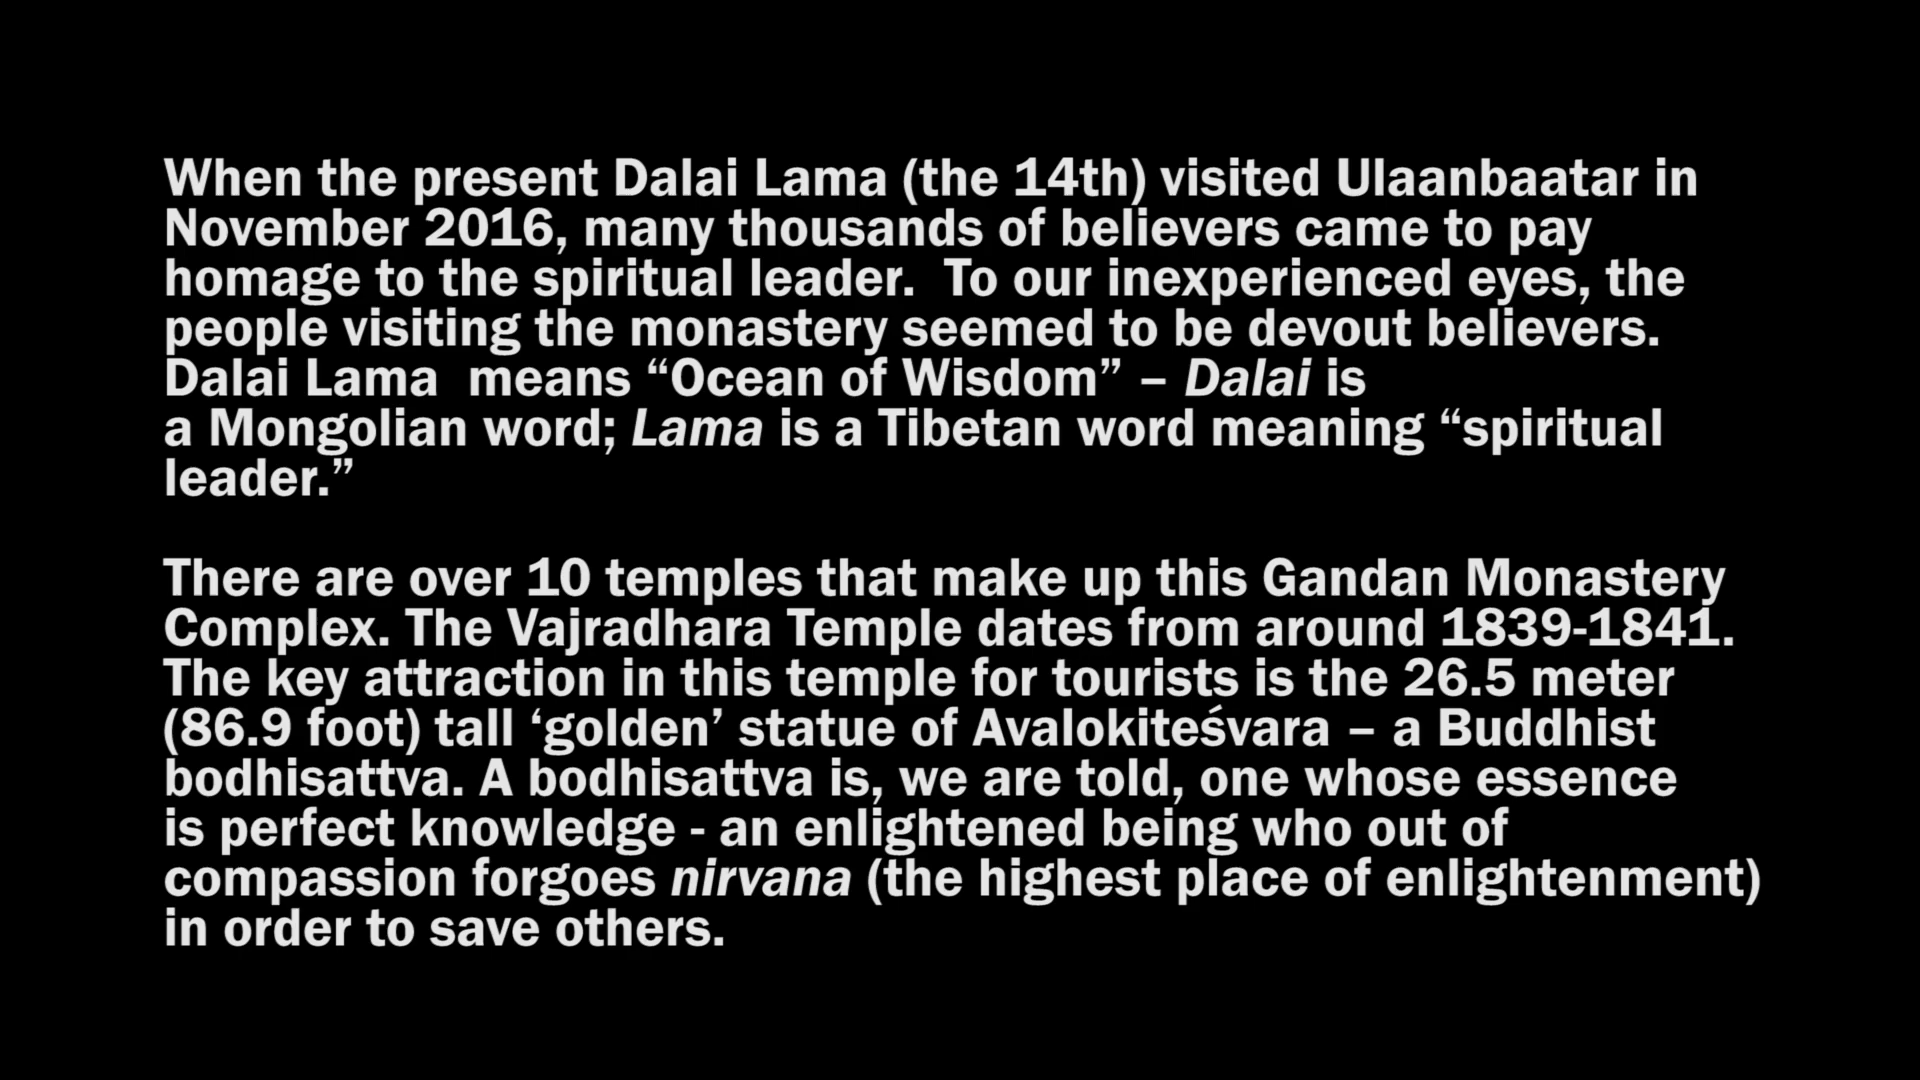 When the present Dalai Lama (the 14th) visited Ulaanbaatar in
November 2016, many thousands of believers came to pay
homage to the spiritual leader.  To our inexperienced eyes, the
people visiting the monastery seemed to be devout believers.
Dalai Lama  means “Ocean of Wisdom” – Dalai is
a Mongolian word; Lama is a Tibetan word meaning “spiritual
leader.”
There are over 10 temples that make up this Gandan Monastery
Complex. The Vajradhara Temple dates from around 1839-1841.
The key attraction in this temple for tourists is the 26.5 meter
(86.9 foot) tall ‘golden’ statue of Avalokiteśvara – a Buddhist
bodhisattva. A bodhisattva is, we are told, one whose essence
is perfect knowledge - an enlightened being who out of
compassion forgoes nirvana (the highest place of enlightenment)
in order to save others.